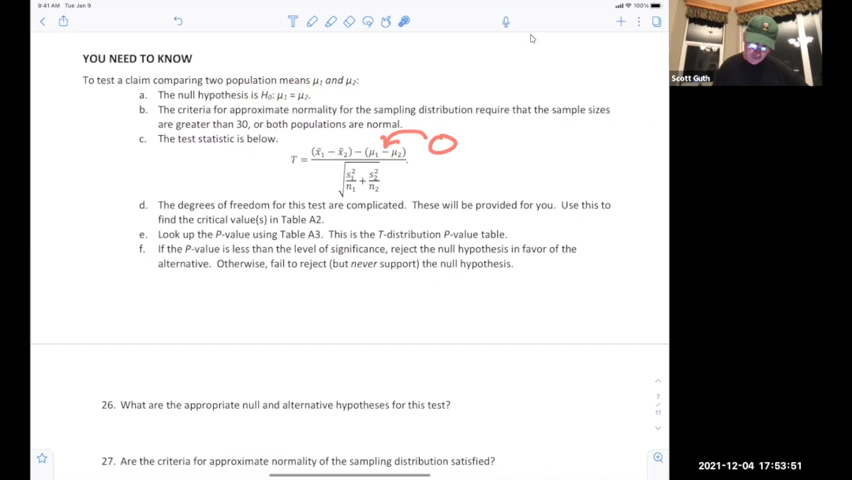 9:41 AM Tue Jan 9
100%
YOU NEED TO KNOW
To test a claim comparing two population means μ1 and μ2:
a. The null hypothesis is H0: μ1 = μ2.
b. The criteria for approximate normality for the sampling distribution require that the sample sizes
are greater than 30, or both populations are normal.
c. The test statistic is below.
T = (x̄1 − x̄2) − (μ1 − μ2) / √(s1²/n1 + s2²/n2).
0
d. The degrees of freedom for this test are complicated. These will be provided for you. Use this to
find the critical value(s) in Table A2.
e. Look up the P-value using Table A3. This is the T-distribution P-value table.
f. If the P-value is less than the level of significance, reject the null hypothesis in favor of the
alternative. Otherwise, fail to reject (but never support) the null hypothesis.
26. What are the appropriate null and alternative hypotheses for this test?
27. Are the criteria for approximate normality of the sampling distribution satisfied?
7
/
11
Scott Guth
2021-12-04 17:53:51